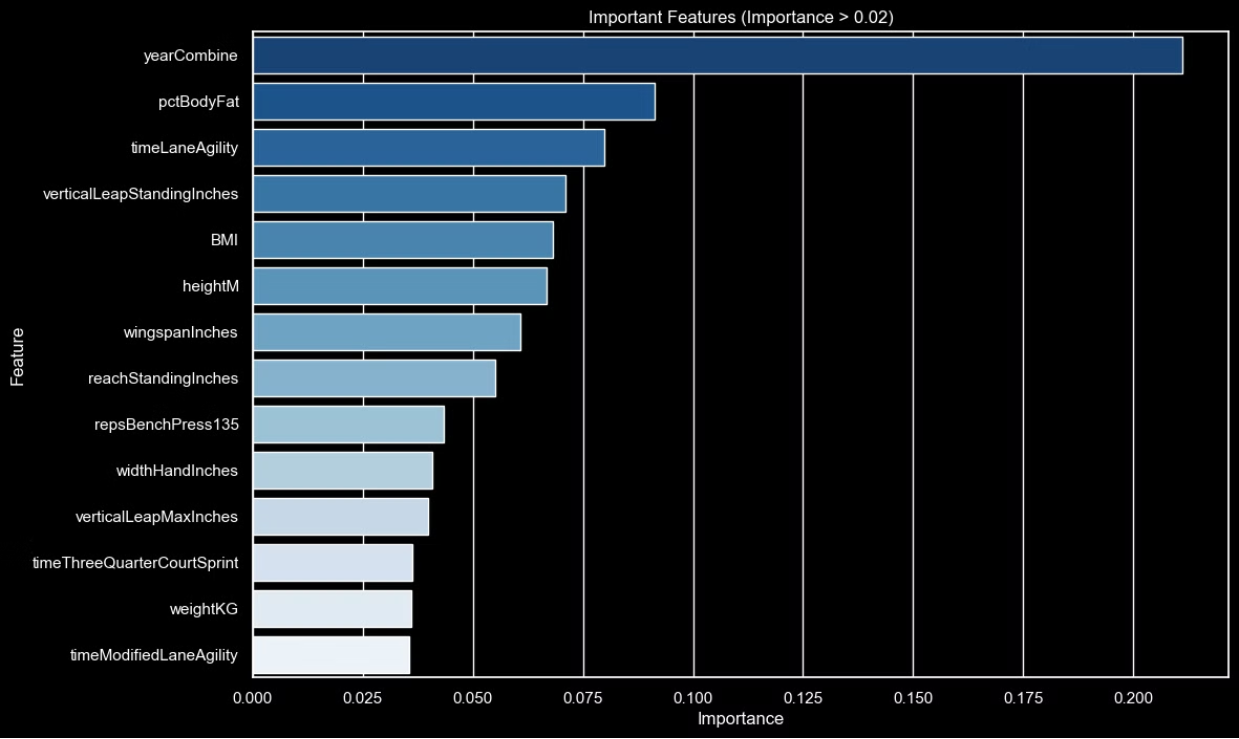 Important Features (Importance > 0.02)
Feature
yearCombine
pctBodyFat
timeLaneAgility
verticalLeapStandingInches
BMI
heightM
wingspanInches
reachStandingInches
repsBenchPress135
widthHandInches
verticalLeapMaxInches
timeThreeQuarterCourtSprint
weightKG
timeModifiedLaneAgility
0.000 0.025 0.050 0.075 0.100 0.125 0.150 0.175 0.200
Importance